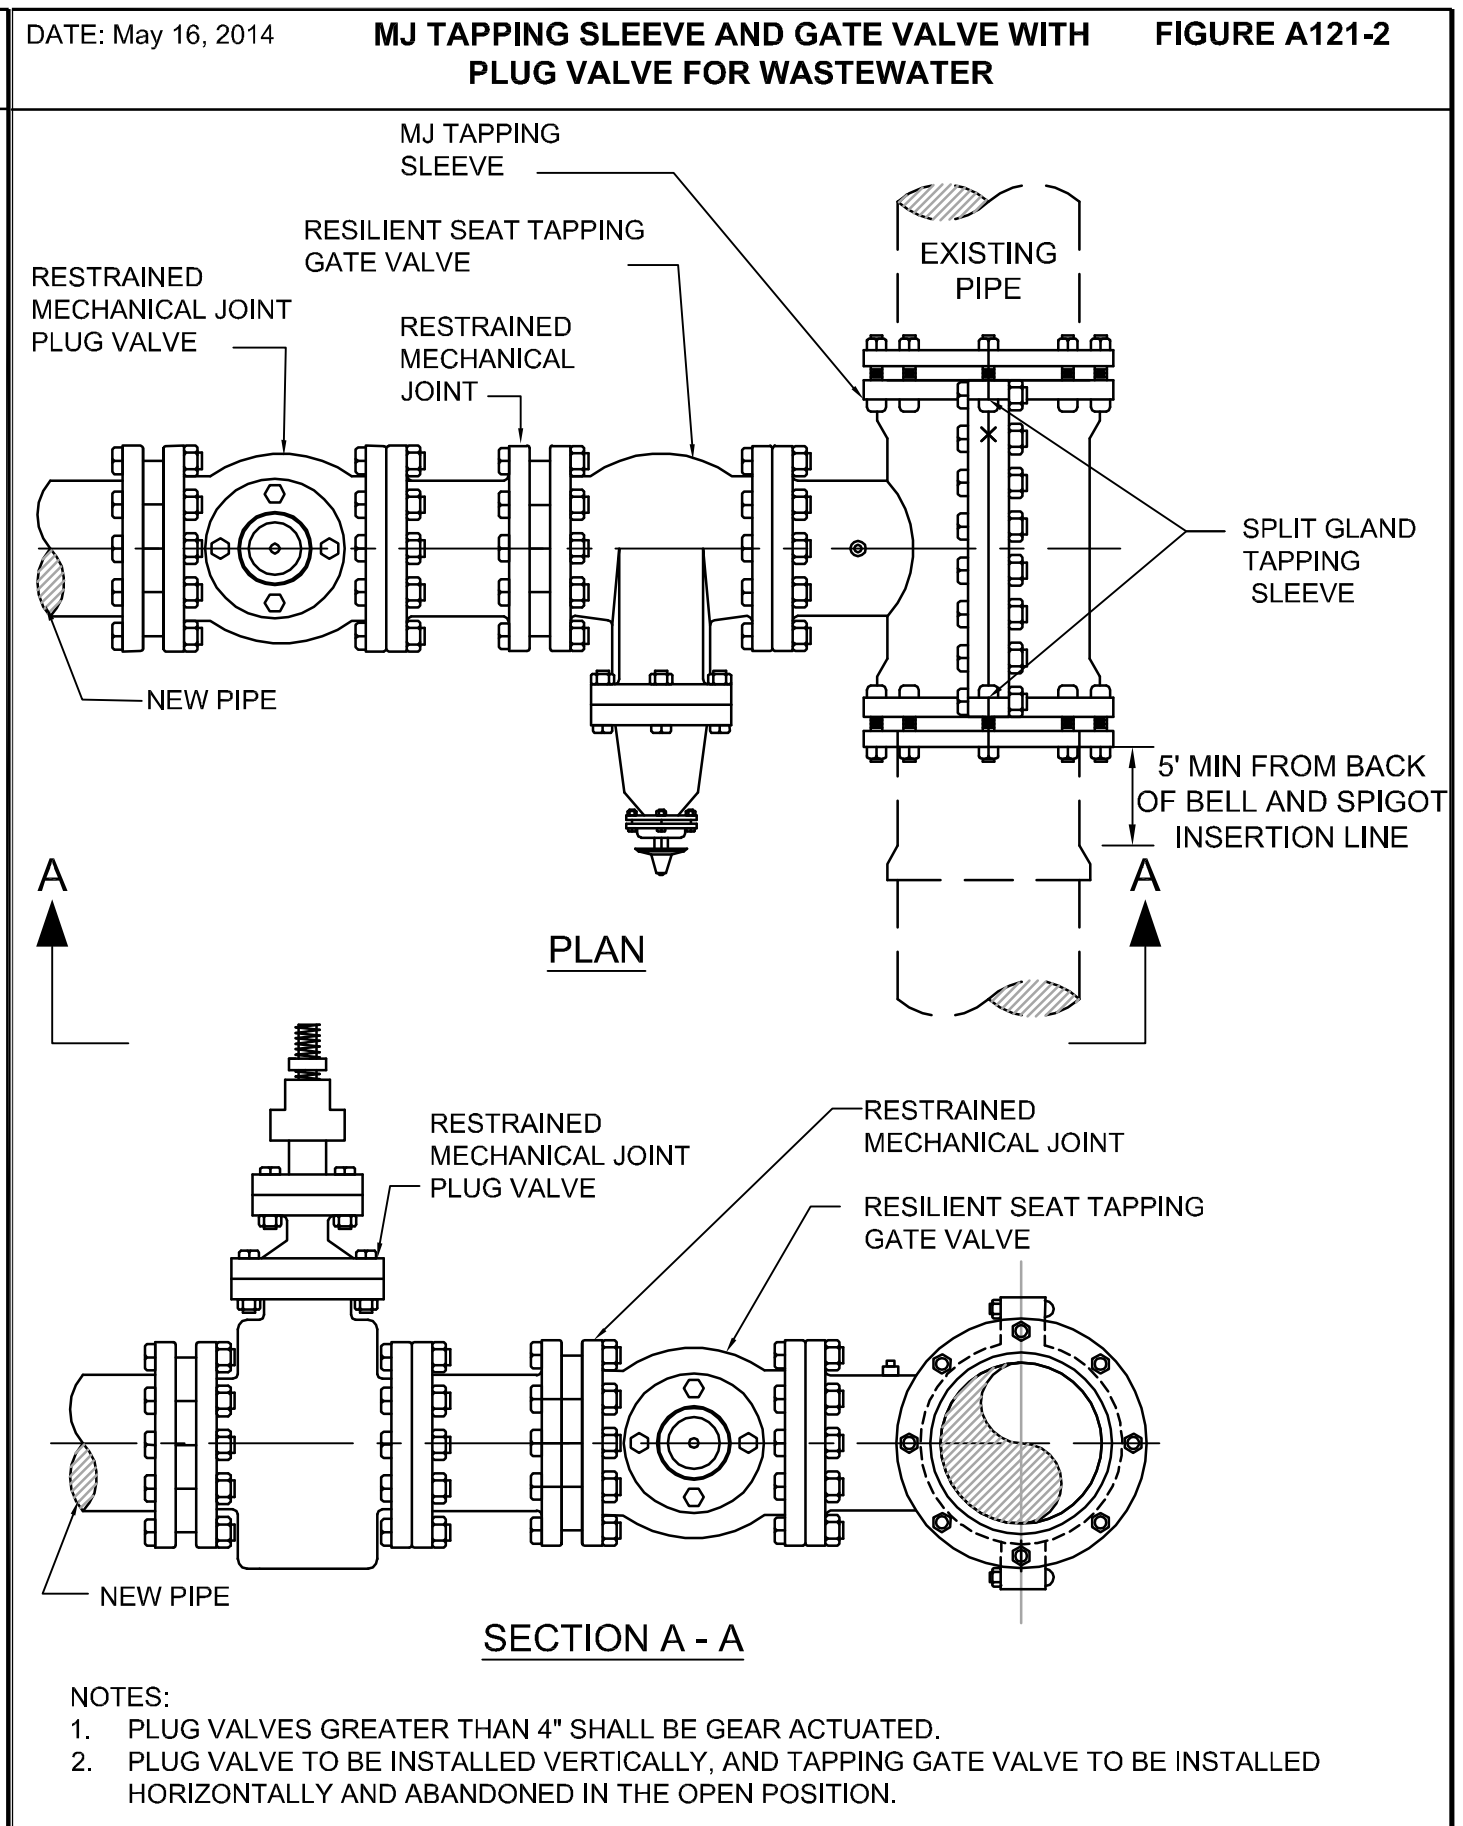 DATE: May 16, 2014
MJ TAPPING SLEEVE AND GATE VALVE WITH
PLUG VALVE FOR WASTEWATER
FIGURE A121-2
MJ TAPPING
SLEEVE
RESILIENT SEAT TAPPING
GATE VALVE
RESTRAINED
MECHANICAL JOINT
PLUG VALVE
RESTRAINED
MECHANICAL
JOINT
EXISTING
PIPE
SPLIT GLAND
TAPPING
SLEEVE
NEW PIPE
5' MIN FROM BACK
OF BELL AND SPIGOT
INSERTION LINE
A
A
PLAN
RESTRAINED
MECHANICAL JOINT
PLUG VALVE
RESTRAINED
MECHANICAL JOINT
RESILIENT SEAT TAPPING
GATE VALVE
NEW PIPE
SECTION A - A
NOTES:
1. PLUG VALVES GREATER THAN 4" SHALL BE GEAR ACTUATED.
2. PLUG VALVE TO BE INSTALLED VERTICALLY, AND TAPPING GATE VALVE TO BE INSTALLED
HORIZONTALLY AND ABANDONED IN THE OPEN POSITION.